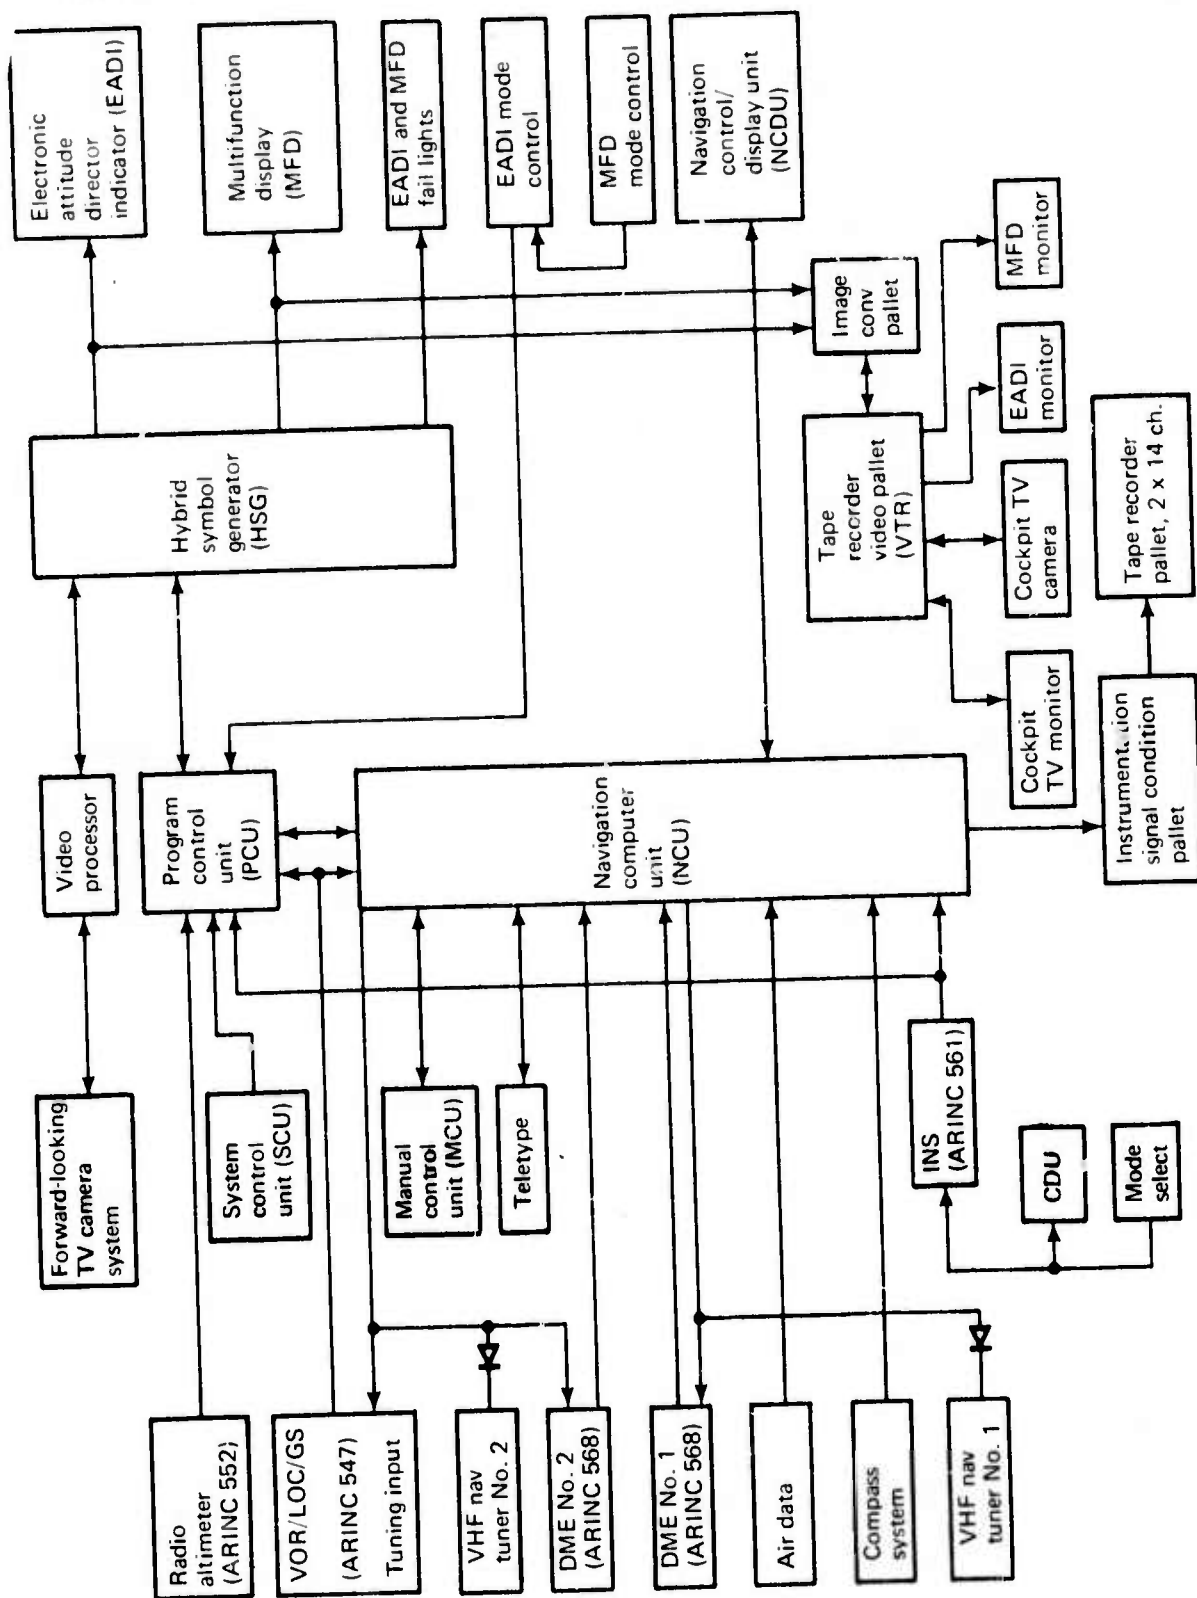 Electronic
attitude
director
indicator (EADI)
Multifunction
display
(MFD)
EADI and MFD
fail lights
EADI mode
control
MFD
mode control
Navigation
control/
display unit
(NCDU)
Hybrid
symbol
generator
(HSG)
Image
conv
pallet
MFD
monitor
EADI
monitor
Tape
recorder
video pallet
(VTR)
Cockpit TV
camera
Cockpit
TV monitor
Tape recorder
pallet, 2 x 14 ch.
Instrumentation
signal condition
pallet
Video
processor
Program
control
unit
(PCU)
Navigation
computer
unit
(NCU)
Forward-looking
TV camera
system
System
control
unit (SCU)
Manual
control
unit (MCU)
Teletype
INS
(ARINC 561)
CDU
Mode
select
Radio
altimeter
(ARINC 552)
VOR/LOC/GS
(ARINC 547)
Tuning input
VHF nav
tuner No. 2
DME No. 2
(ARINC 568)
DME No. 1
(ARINC 568)
Air data
Compass
system
VHF nav
tuner No. 1